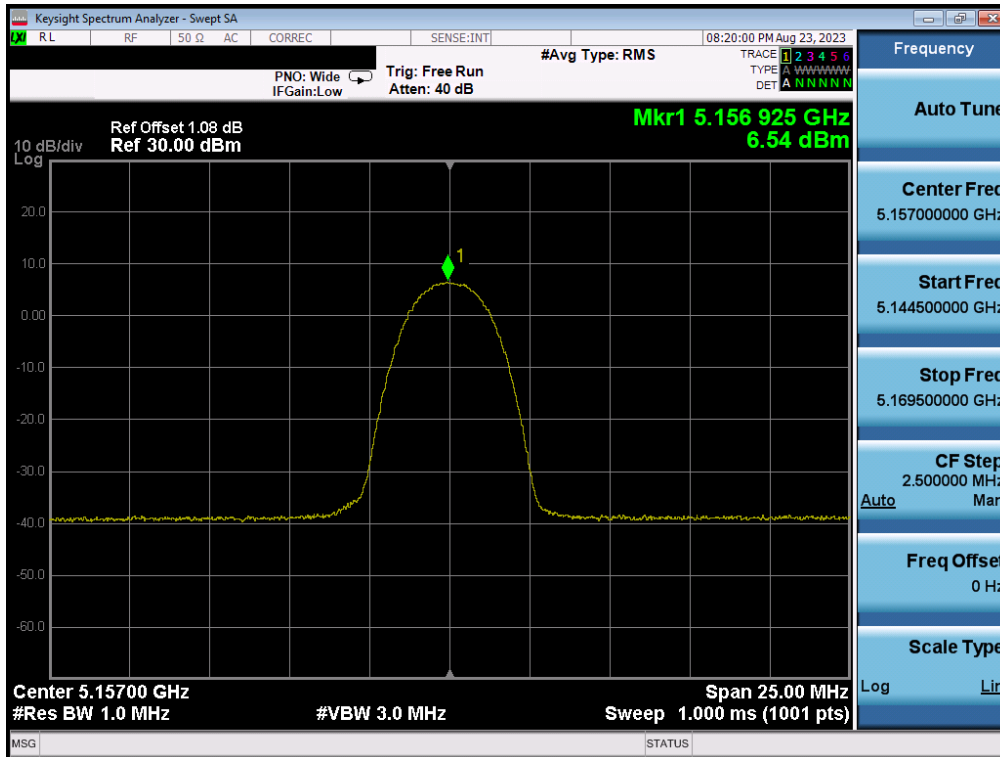 Keysight Spectrum Analyzer - Swept SA
LXI RL RF 50 Ω AC CORREC SENSE:INT 08:20:00 PM Aug 23, 2023
#Avg Type: RMS
TRACE 1 2 3 4 5 6
TYPE A WWWWW
DET A N N N N N
PNO: Wide
IFGain:Low
Trig: Free Run
Atten: 40 dB
Frequency
Mkr1 5.156 925 GHz
6.54 dBm
Ref Offset 1.08 dB
Ref 30.00 dBm
10 dB/div
Log
20.0
10.0
0.00
-10.0
-20.0
-30.0
-40.0
-50.0
-60.0
1
Center 5.15700 GHz
Span 25.00 MHz
#Res BW 1.0 MHz
#VBW 3.0 MHz
Sweep 1.000 ms (1001 pts)
Auto Tune
Center Freq
5.157000000 GHz
Start Freq
5.144500000 GHz
Stop Freq
5.169500000 GHz
CF Step
2.500000 MHz
Auto Man
Freq Offset
0 Hz
Scale Type
Log Lin
MSG
STATUS